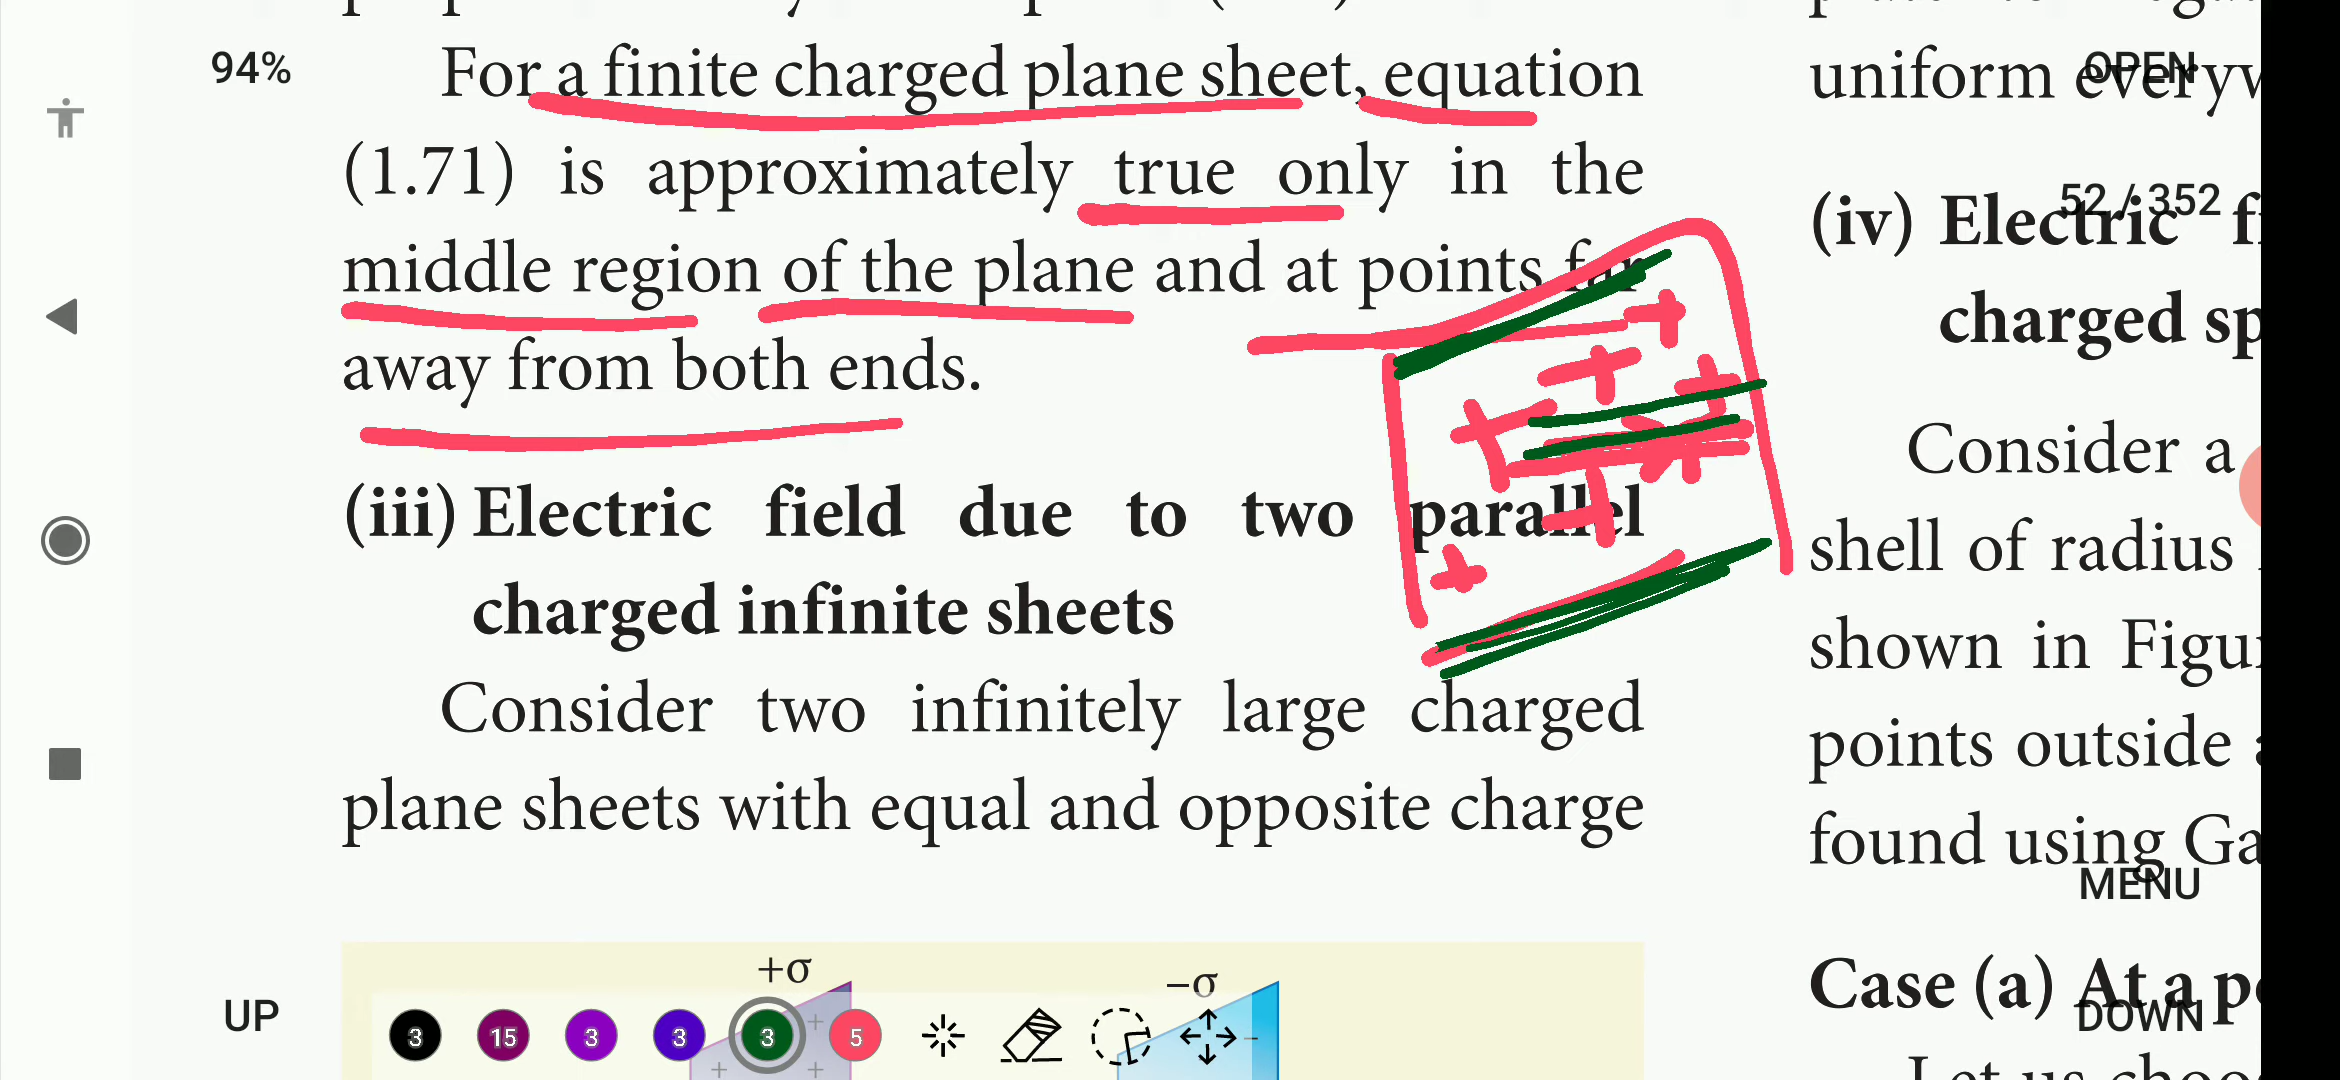 94%
For a finite charged plane sheet, equation
(1.71) is approximately true only in the
middle region of the plane and at points far
away from both ends.
(iii) Electric field due to two parallel
charged infinite sheets
Consider two infinitely large charged
plane sheets with equal and opposite charge
+σ
−σ
+
+
+
-
UP
3
15
3
3
3
5
OPEN
uniform
52 / 352
(iv) Electric
charged
Consider a
shell of radius
shown in
points outside
found using
MENU
Case (a) At a
DOWN
Let us